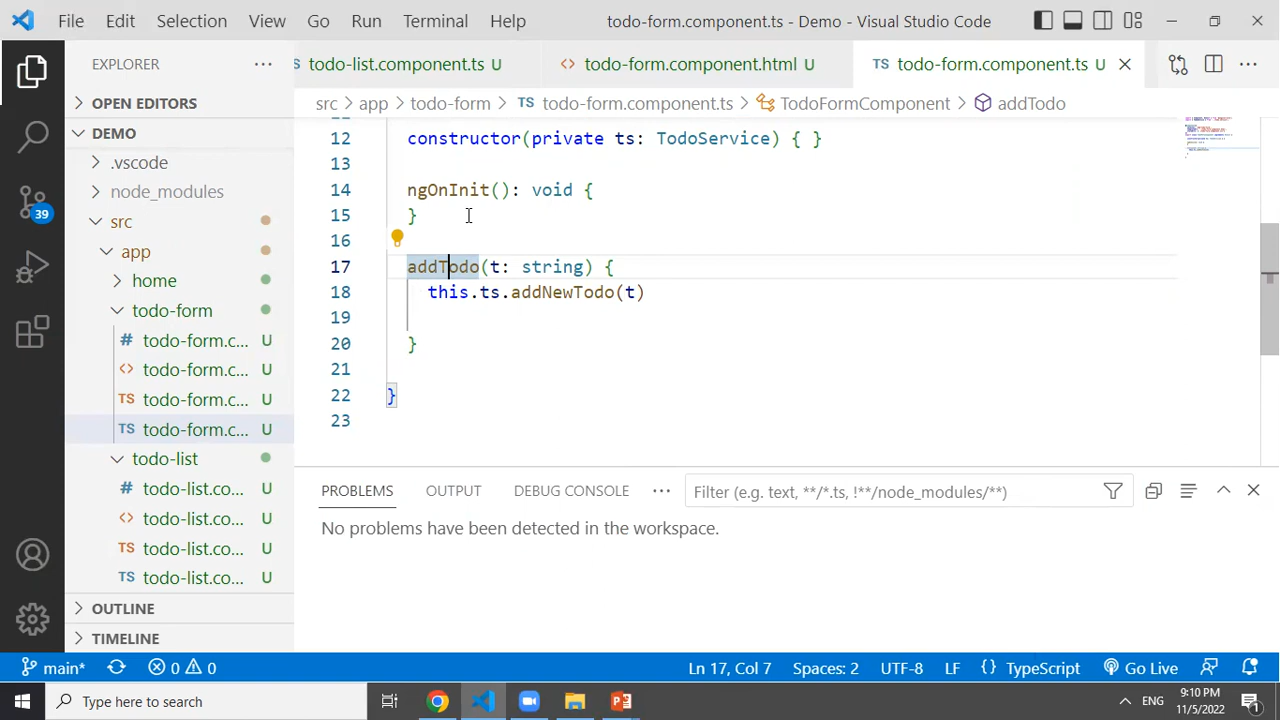 File Edit Selection View Go Run Terminal Help todo-form.component.ts - Demo - Visual Studio Code
EXPLORER
todo-list.component.ts U
todo-form.component.html U
TS todo-form.component.ts U
OPEN EDITORS
src > app > todo-form > TS todo-form.component.ts > TodoFormComponent > addTodo
DEMO
.vscode
node_modules
src
app
home
todo-form
# todo-form.c... U
<> todo-form.c... U
TS todo-form.c... U
TS todo-form.c... U
todo-list
# todo-list.co... U
<> todo-list.co... U
TS todo-list.co... U
TS todo-list.co... U
OUTLINE
TIMELINE
39
12 constructor(private ts: TodoService) { }
13
14 ngOnInit(): void {
15 }
16
17 addTodo(t: string) {
18 this.ts.addNewTodo(t)
19
20 }
21
22 }
23
PROBLEMS OUTPUT DEBUG CONSOLE ... Filter (e.g. text, **/*.ts, !**/node_modules/**)
No problems have been detected in the workspace.
main* 0 0 Ln 17, Col 7 Spaces: 2 UTF-8 LF {} TypeScript Go Live
Type here to search
ENG
9:10 PM
11/5/2022
1